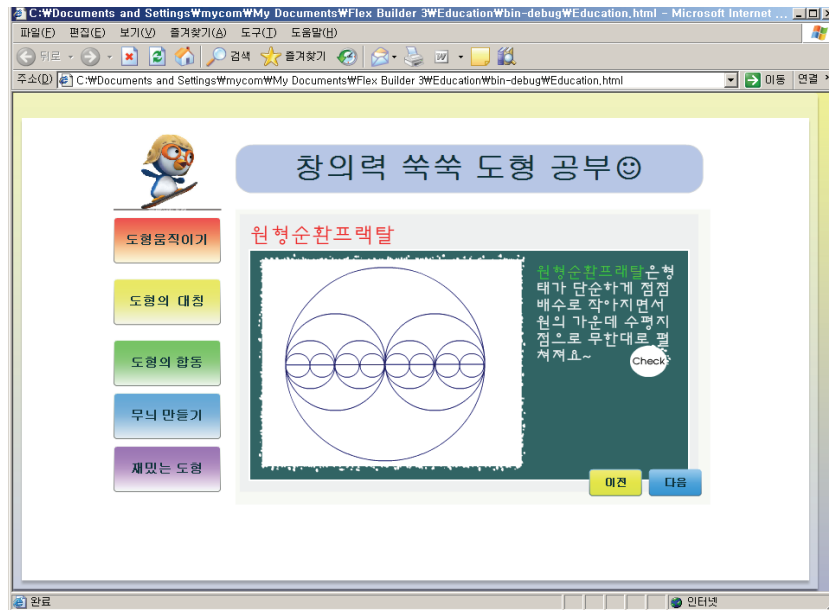 C:₩Documents and Settings₩mycom₩My Documents₩Flex Builder 3₩Education₩bin-debug₩Education.html - Microsoft Internet ...
파일(F) 편집(E) 보기(V) 즐겨찾기(A) 도구(T) 도움말(H)
뒤로 검색 즐겨찾기
주소(D) C:₩Documents and Settings₩mycom₩My Documents₩Flex Builder 3₩Education₩bin-debug₩Education.html 이동 연결 »
창의력 쑥쑥 도형 공부☺
도형움직이기
도형의 대칭
도형의 합동
무늬 만들기
재밌는 도형
원형순환프랙탈
원형순환프래탈은형
태가 단순하게 점점
배수로 작아지면서
원의 가운데 수평지
점으로 무한대로 펼
쳐져요~
Check
이전 다음
완료 인터넷